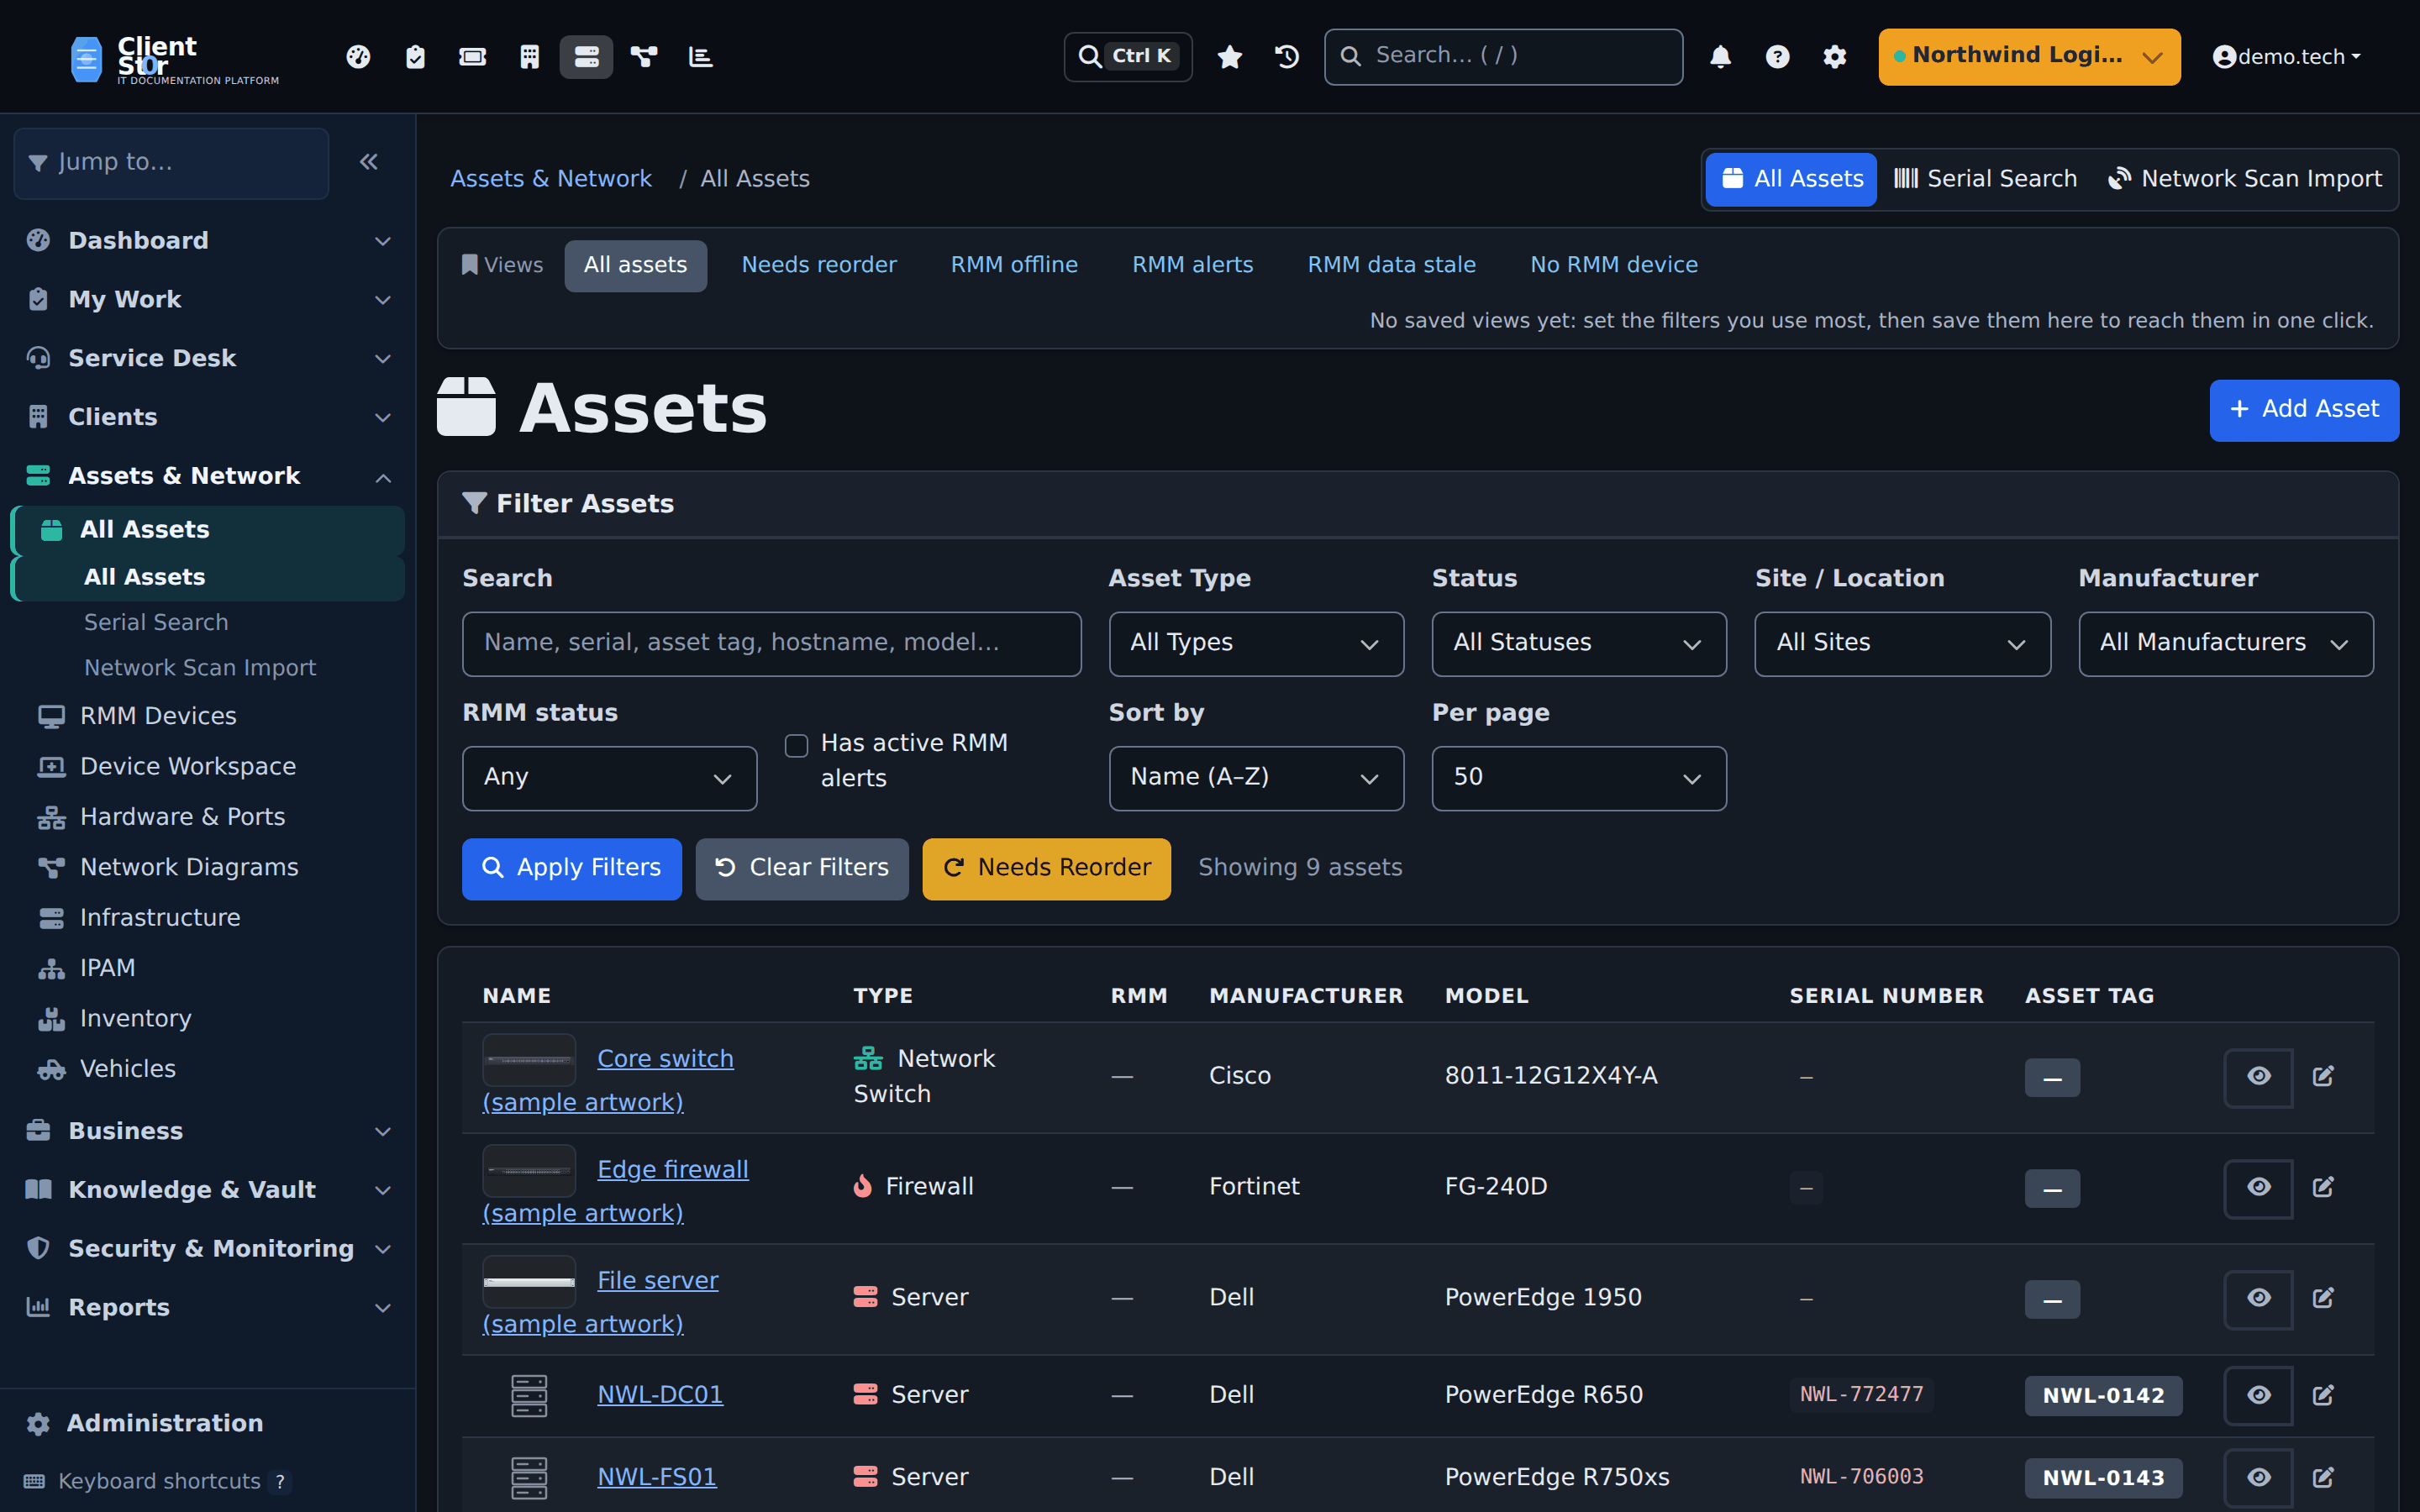 Client
St0r
IT DOCUMENTATION PLATFORM
Ctrl K
Search... ( / )
Northwind Logi...
demo.tech
Jump to...
Dashboard
My Work
Service Desk
Clients
Assets & Network
All Assets
All Assets
Serial Search
Network Scan Import
RMM Devices
Device Workspace
Hardware & Ports
Network Diagrams
Infrastructure
IPAM
Inventory
Vehicles
Business
Knowledge & Vault
Security & Monitoring
Reports
Administration
Keyboard shortcuts ?
Assets & Network / All Assets
All Assets Serial Search Network Scan Import
Views All assets Needs reorder RMM offline RMM alerts RMM data stale No RMM device
No saved views yet: set the filters you use most, then save them here to reach them in one click.
Assets
+ Add Asset
Filter Assets
Search Asset Type Status Site / Location Manufacturer
Name, serial, asset tag, hostname, model... All Types All Statuses All Sites All Manufacturers
RMM status Sort by Per page
Any Has active RMM alerts Name (A–Z) 50
Apply Filters Clear Filters Needs Reorder Showing 9 assets
NAME TYPE RMM MANUFACTURER MODEL SERIAL NUMBER ASSET TAG
Core switch (sample artwork) Network Switch — Cisco 8011-12G12X4Y-A — —
Edge firewall (sample artwork) Firewall — Fortinet FG-240D — —
File server (sample artwork) Server — Dell PowerEdge 1950 — —
NWL-DC01 Server — Dell PowerEdge R650 NWL-772477 NWL-0142
NWL-FS01 Server — Dell PowerEdge R750xs NWL-706003 NWL-0143